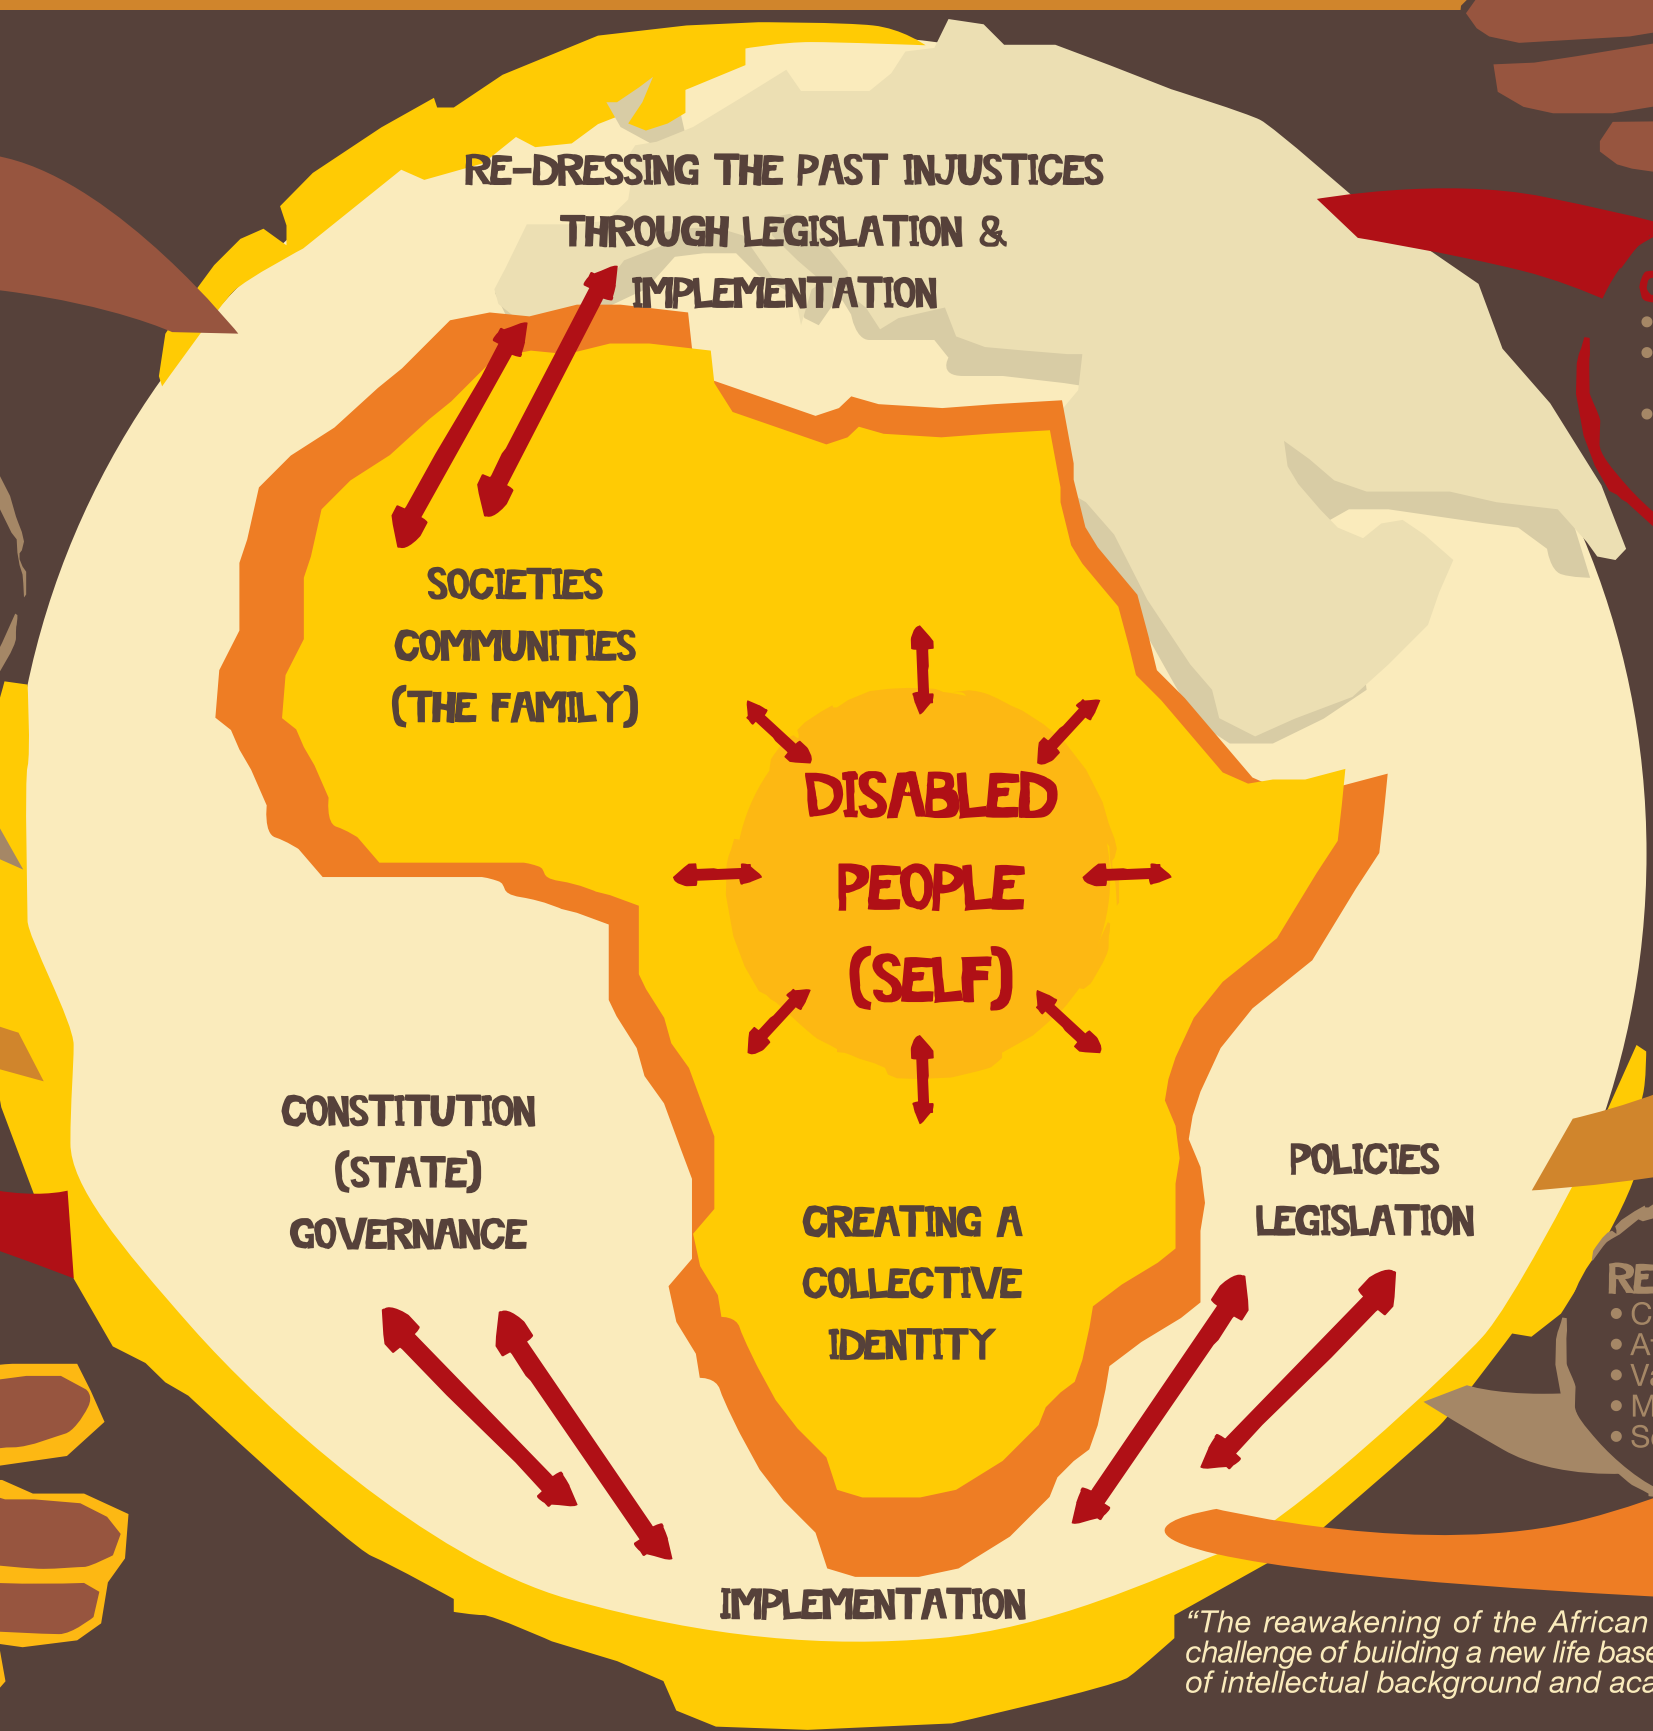 RE-DRESSING THE PAST INJUSTICES
THROUGH LEGISLATION &
IMPLEMENTATION
SOCIETIES
COMMUNITIES
(THE FAMILY)
DISABLED
PEOPLE
(SELF)
CONSTITUTION
(STATE)
GOVERNANCE
POLICIES
LEGISLATION
CREATING A
COLLECTIVE
IDENTITY
IMPLEMENTATION
“The reawakening of the African
challenge of building a new life
of intellectual background and